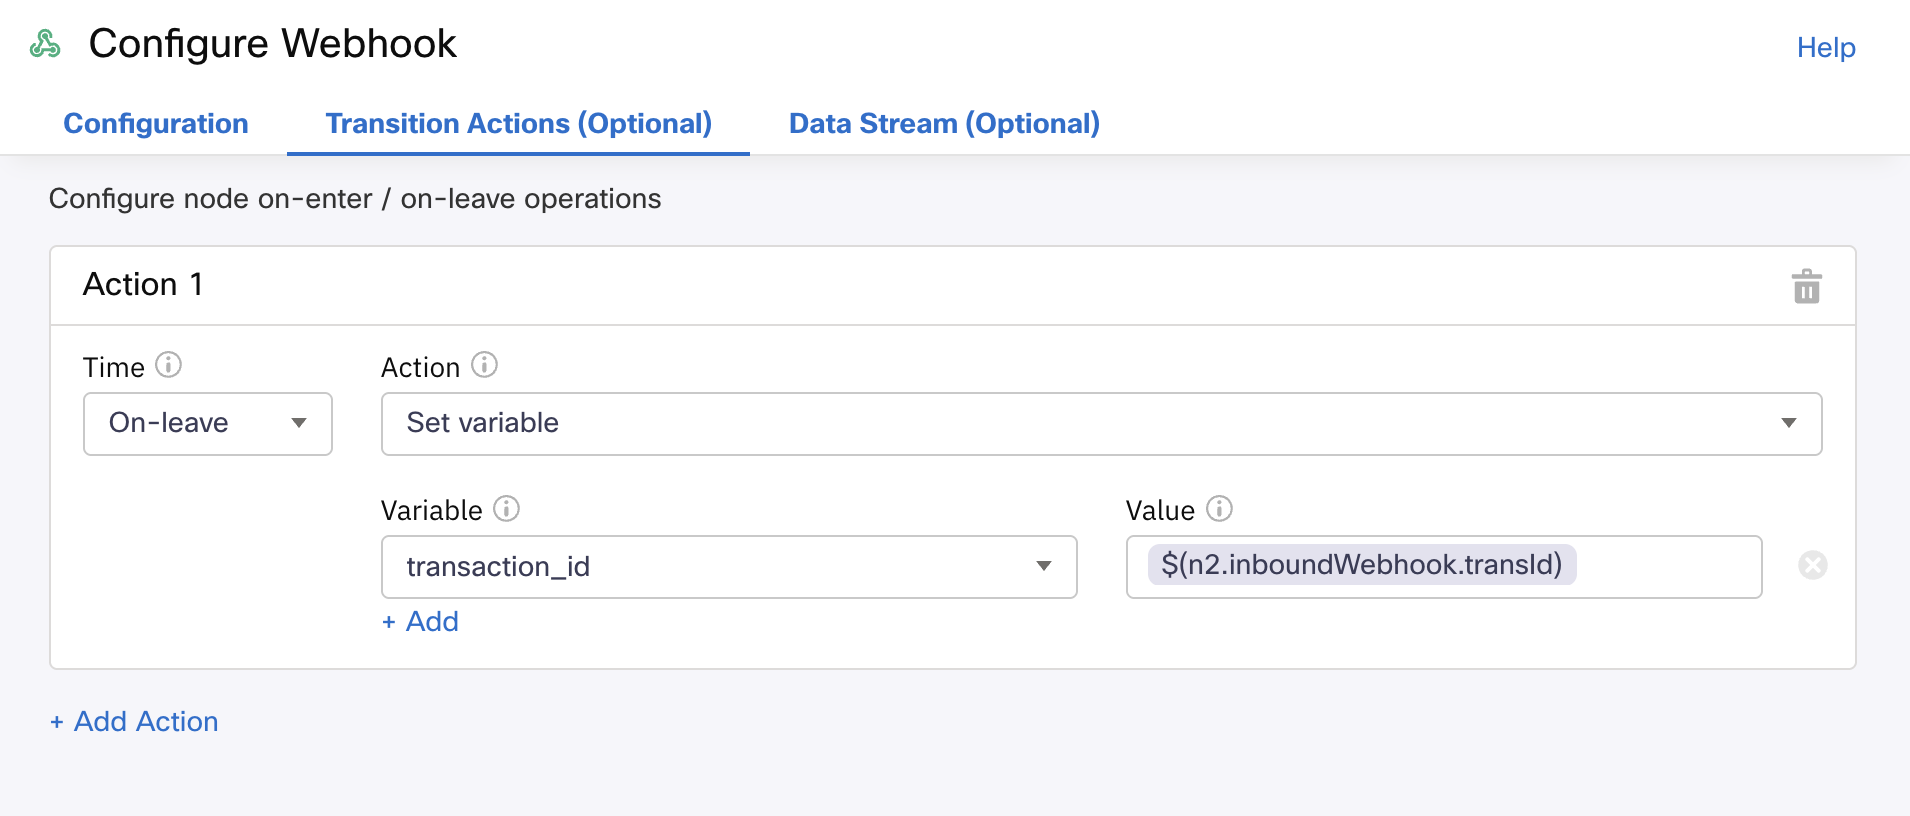 Configure Webhook
Help
Configuration
Transition Actions (Optional)
Data Stream (Optional)
Configure node on-enter / on-leave operations
Action 1
Time
Action
On-leave
Set variable
Variable
Value
transaction_id
$(n2.inboundWebhook.transId)
+ Add
+ Add Action